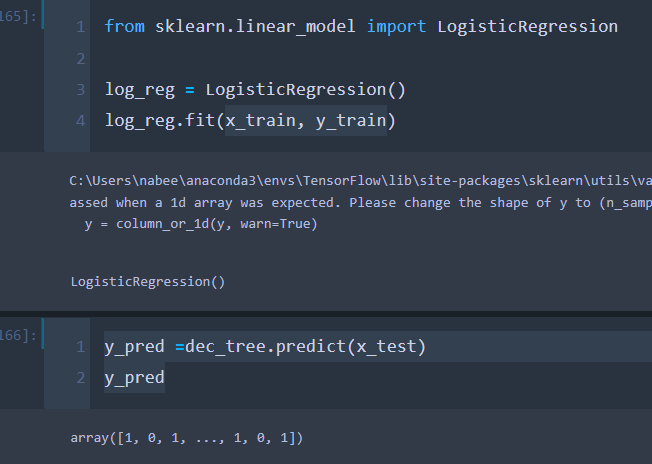 165]:
1 from sklearn.linear_model import LogisticRegression
2
3 log_reg = LogisticRegression()
4 log_reg.fit(x_train, y_train)
C:\Users\nabee\anaconda3\envs\TensorFlow\lib\site-packages\sklearn\utils\va
assed when a 1d array was expected. Please change the shape of y to (n_samp
y = column_or_1d(y, warn=True)
LogisticRegression()
166]:
1 y_pred =dec_tree.predict(x_test)
2 y_pred
array([1, 0, 1, ..., 1, 0, 1])